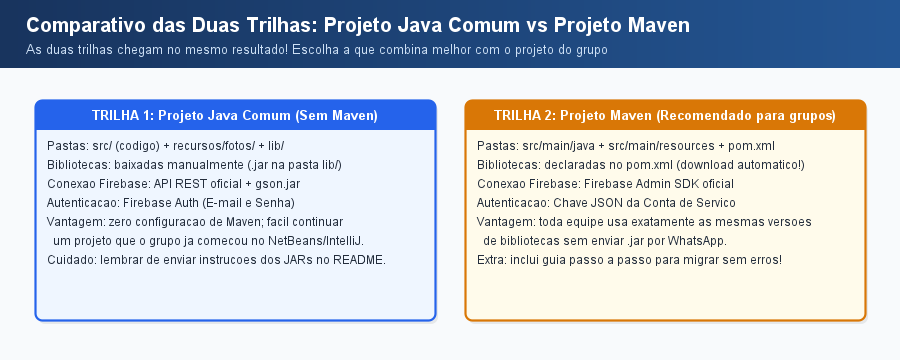 Comparativo das Duas Trilhas: Projeto Java Comum vs Projeto Maven
As duas trilhas chegam no mesmo resultado! Escolha a que combina melhor com o projeto do grupo
TRILHA 1: Projeto Java Comum (Sem Maven)
Pastas: src/ (codigo) + recursos/fotos/ + lib/
Bibliotecas: baixadas manualmente (.jar na pasta lib/)
Conexao Firebase: API REST oficial + gson.jar
Autenticacao: Firebase Auth (E-mail e Senha)
Vantagem: zero configuracao de Maven; facil continuar
um projeto que o grupo ja comecou no NetBeans/IntelliJ.
Cuidado: lembrar de enviar instrucoes dos JARs no README.
TRILHA 2: Projeto Maven (Recomendado para grupos)
Pastas: src/main/java + src/main/resources + pom.xml
Bibliotecas: declaradas no pom.xml (download automatico!)
Conexao Firebase: Firebase Admin SDK oficial
Autenticacao: Chave JSON da Conta de Servico
Vantagem: toda equipe usa exatamente as mesmas versoes
de bibliotecas sem enviar .jar por WhatsApp.
Extra: inclui guia passo a passo para migrar sem erros!